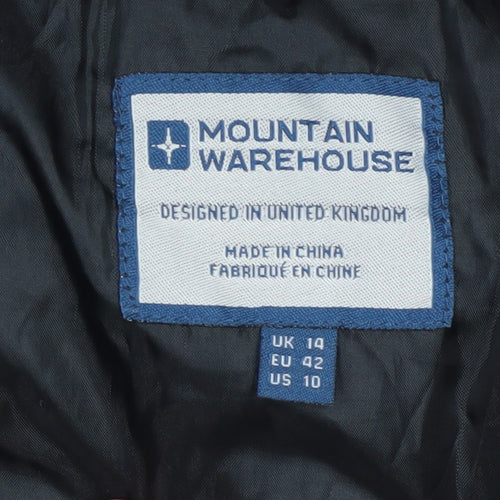 MOUNTAIN
WAREHOUSE
DESIGNED IN UNITED KINGDOM
MADE IN CHINA
FABRIQUÉ EN CHINE
UK 14
EU 42
US 10